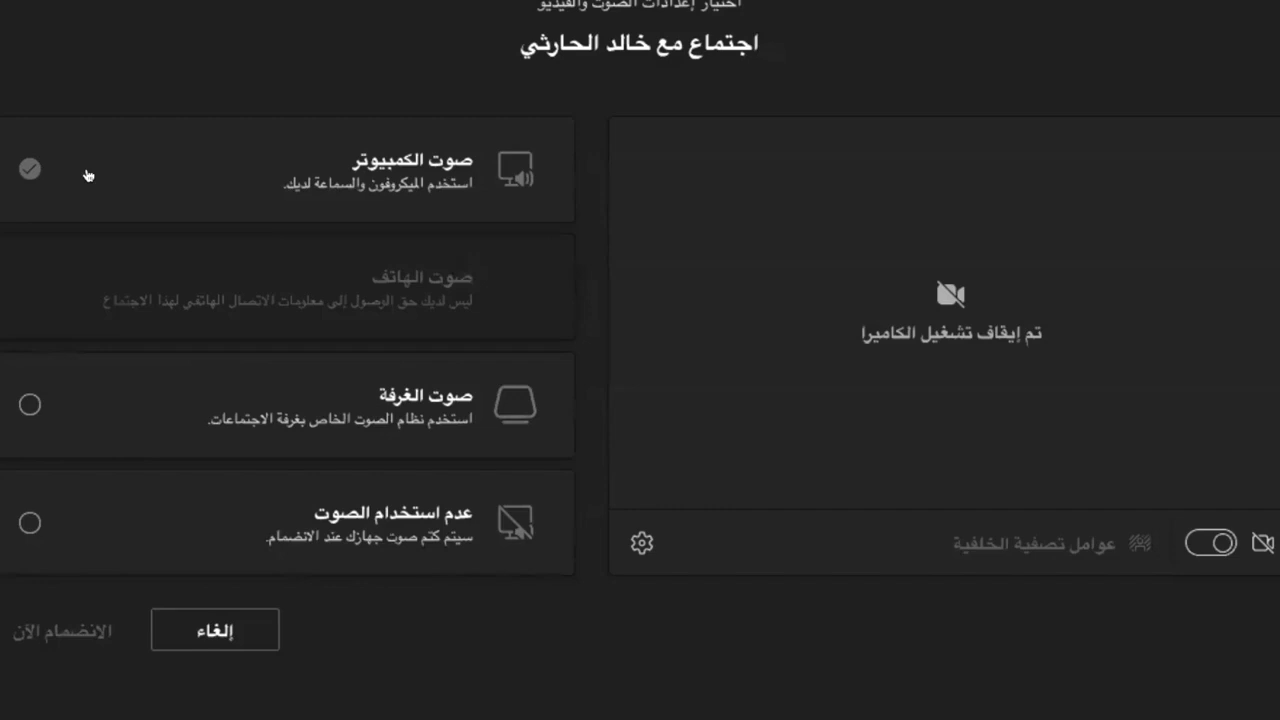 اختيار إعدادات الصوت والفيديو
اجتماع مع خالد الحارثي
تم إيقاف تشغيل الكاميرا
عوامل تصفية الخلفية
صوت الكمبيوتر
استخدم الميكروفون والسماعة لديك.
صوت الهاتف
ليس لديك حق الوصول إلى معلومات الاتصال الهاتفي لهذا الاجتماع
صوت الغرفة
استخدم نظام الصوت الخاص بغرفة الاجتماعات.
عدم استخدام الصوت
سيتم كتم صوت جهازك عند الانضمام.
إلغاء
الانضمام الآن